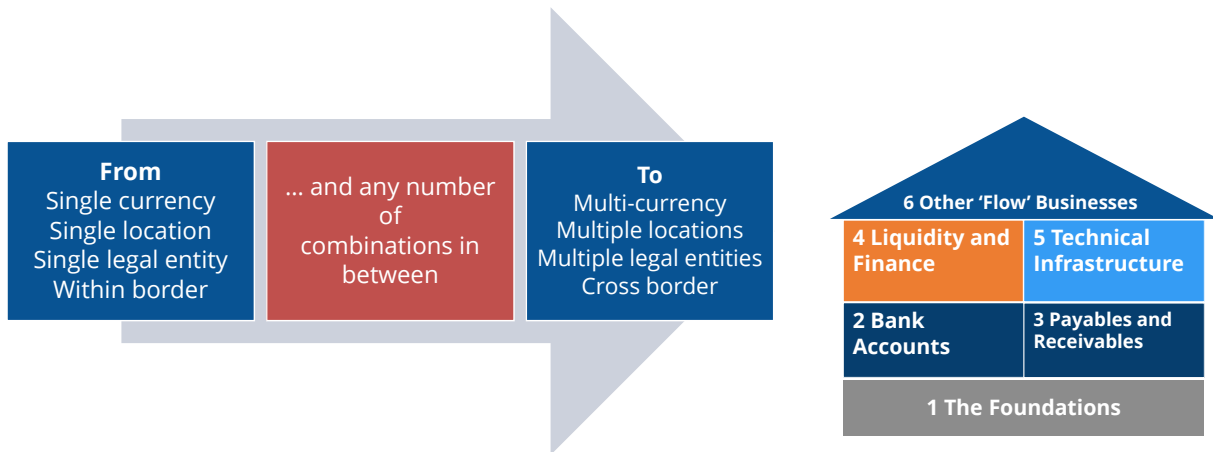 From
Single currency
Single location
Single legal entity
Within border
... and any number
of
combinations in
between
To
Multi-currency
Multiple locations
Multiple legal entities
Cross border
6 Other ‘Flow’ Businesses
4 Liquidity and
Finance
5 Technical
Infrastructure
2 Bank
Accounts
3 Payables and
Receivables
1 The Foundations